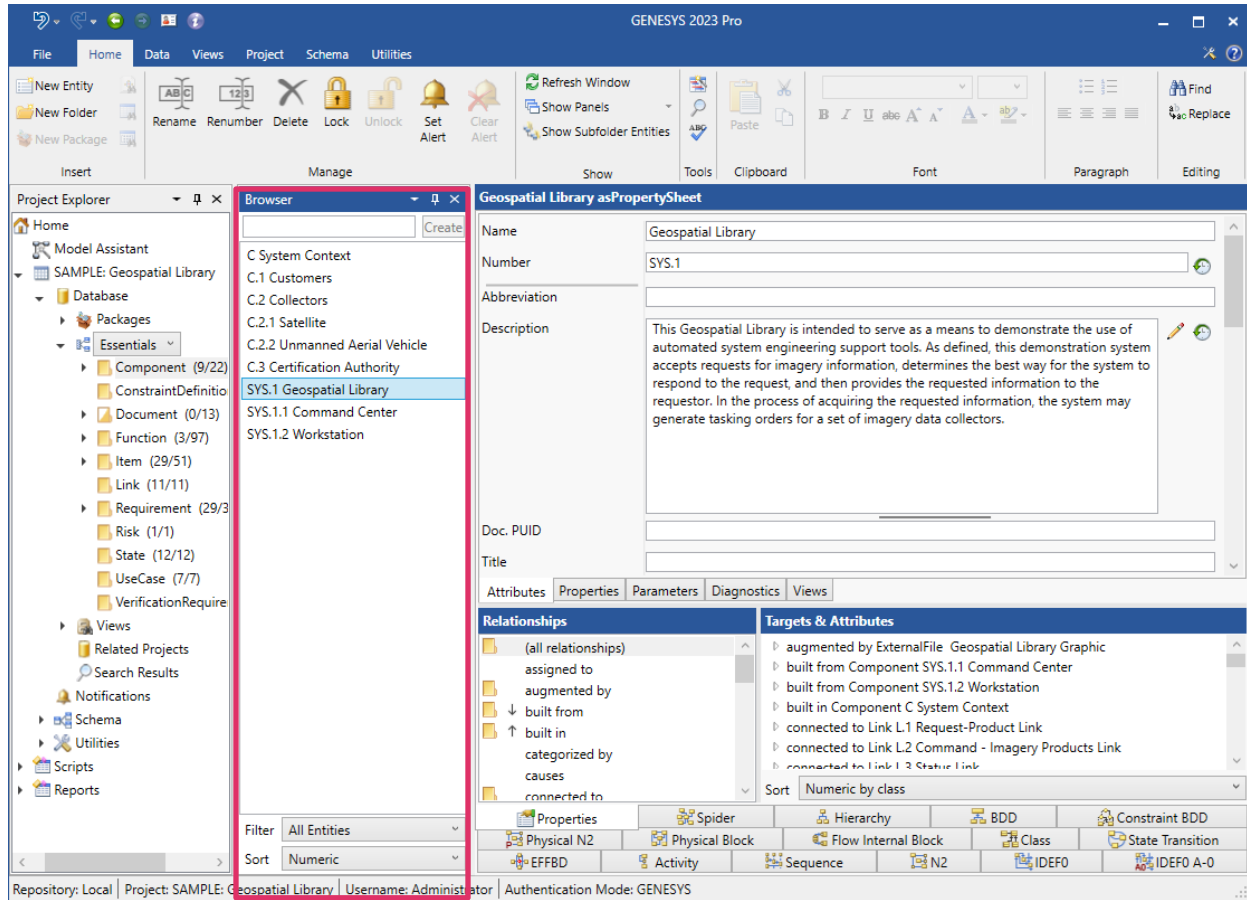 GENESYS 2023 Pro
File Home Data Views Project Schema Utilities
New Entity
New Folder
New Package
Insert
Rename Renumber Delete Lock Unlock Set Alert Clear Alert
Manage
Refresh Window
Show Panels
Show Subfolder Entities
Show
Tools
Paste
Clipboard
B I U abc A A A ab
Font
Paragraph
Find
Replace
Editing
Project Explorer
Home
Model Assistant
SAMPLE: Geospatial Library
Database
Packages
Essentials
Component (9/22)
ConstraintDefinitio
Document (0/13)
Function (3/97)
Item (29/51)
Link (11/11)
Requirement (29/3
Risk (1/1)
State (12/12)
UseCase (7/7)
VerificationRequire
Views
Related Projects
Search Results
Notifications
Schema
Utilities
Scripts
Reports
Browser
Create
C System Context
C.1 Customers
C.2 Collectors
C.2.1 Satellite
C.2.2 Unmanned Aerial Vehicle
C.3 Certification Authority
SYS.1 Geospatial Library
SYS.1.1 Command Center
SYS.1.2 Workstation
Filter All Entities
Sort Numeric
Geospatial Library asPropertySheet
Name Geospatial Library
Number SYS.1
Abbreviation
Description
This Geospatial Library is intended to serve as a means to demonstrate the use of
automated system engineering support tools. As defined, this demonstration system
accepts requests for imagery information, determines the best way for the system to
respond to the request, and then provides the requested information to the
requestor. In the process of acquiring the requested information, the system may
generate tasking orders for a set of imagery data collectors.
Doc. PUID
Title
Attributes Properties Parameters Diagnostics Views
Relationships
(all relationships)
assigned to
augmented by
built from
built in
categorized by
causes
connected to
Targets & Attributes
augmented by ExternalFile Geospatial Library Graphic
built from Component SYS.1.1 Command Center
built from Component SYS.1.2 Workstation
built in Component C System Context
connected to Link L.1 Request-Product Link
connected to Link L.2 Command - Imagery Products Link
connected to Link L.3 Status Link
Sort Numeric by class
Properties Spider Hierarchy BDD Constraint BDD
Physical N2 Physical Block Flow Internal Block Class State Transition
EFFBD Activity Sequence N2 IDEF0 IDEF0 A-0
Repository: Local Project: SAMPLE: Geospatial Library Username: Administrator Authentication Mode: GENESYS